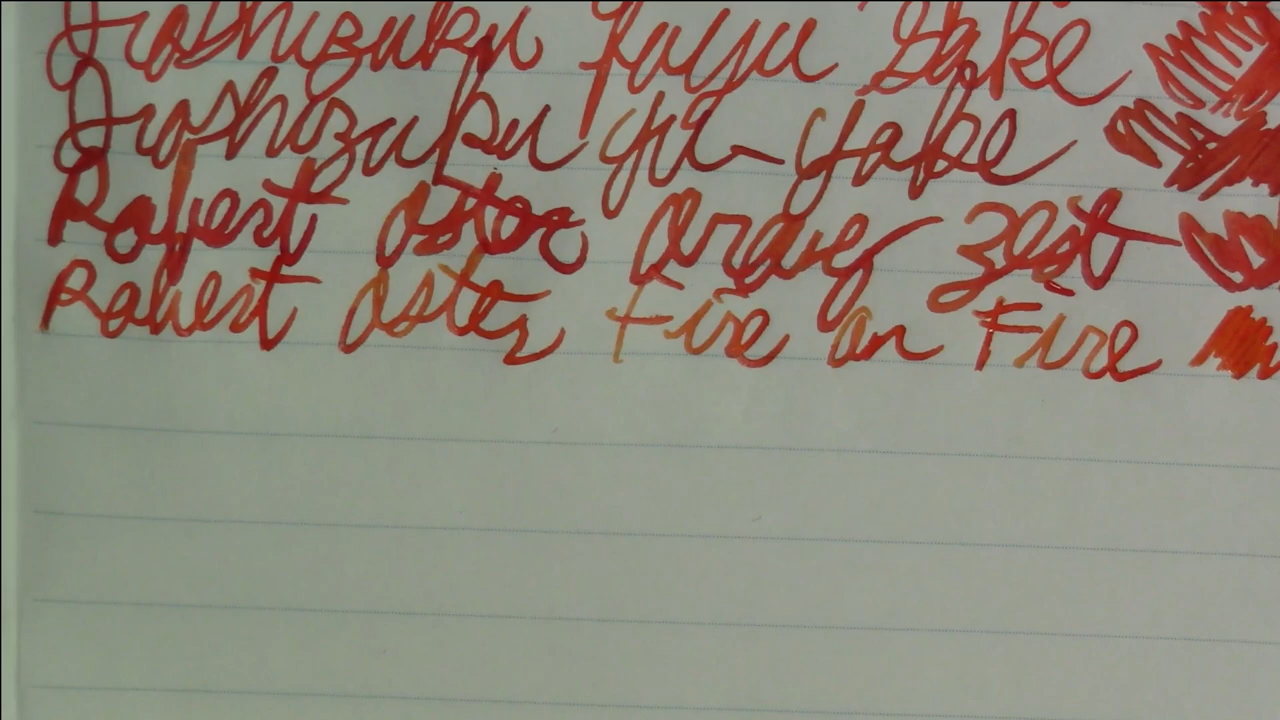 Iroshizuku Fuyu Gake
Iroshizuku Yu-Yake
Robert Oster Orange Zest
Robert Oster Fire on Fire